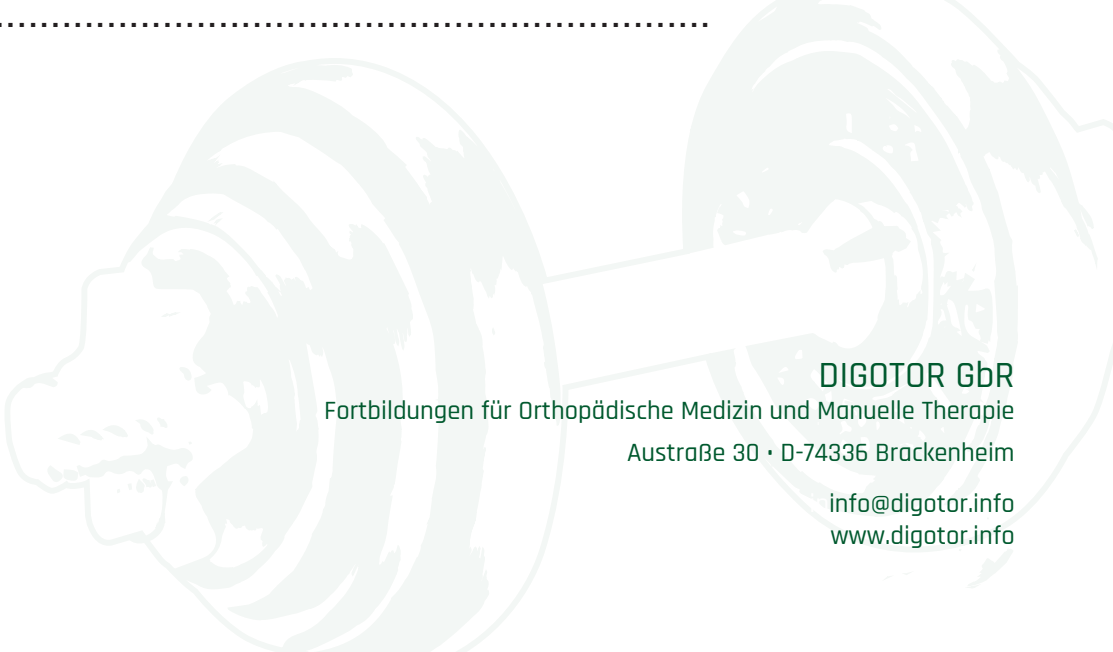 DIGOTOR GbR
Fortbildungen für Orthopädische Medizin und Manuelle Therapie
Austraße 30 · D-74336 Brackenheim
info@digotor.info
www.digotor.info